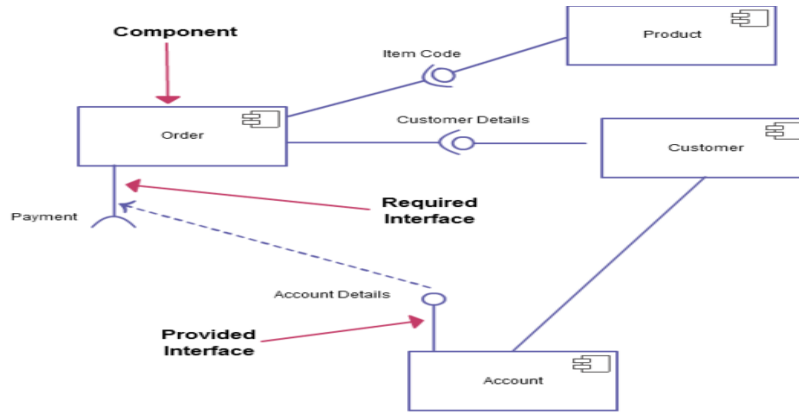 Component
Product
Item Code
Order
Customer Details
Customer
Required
Interface
Payment
Account Details
Provided
Interface
Account